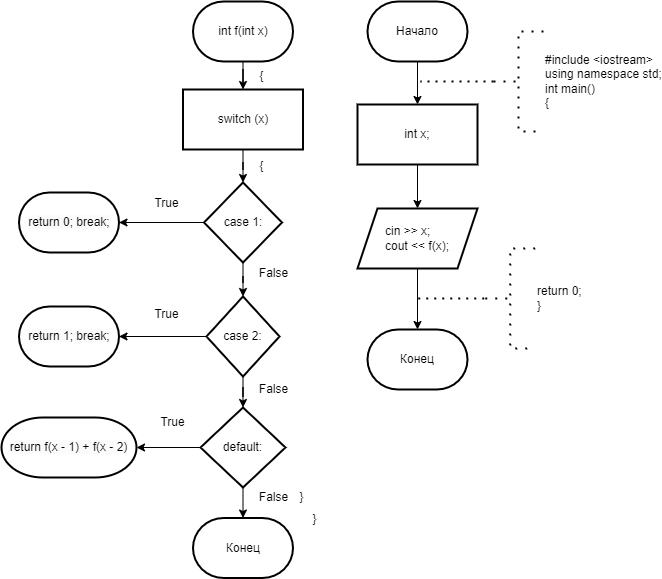 int f(int x)
{
switch (x)
{
case 1:
True
return 0; break;
False
case 2:
True
return 1; break;
False
default:
True
return f(x - 1) + f(x - 2)
False
}
}
Конец
Начало
#include <iostream>
using namespace std;
int main()
{
int x;
cin >> x;
cout << f(x);
return 0;
}
Конец